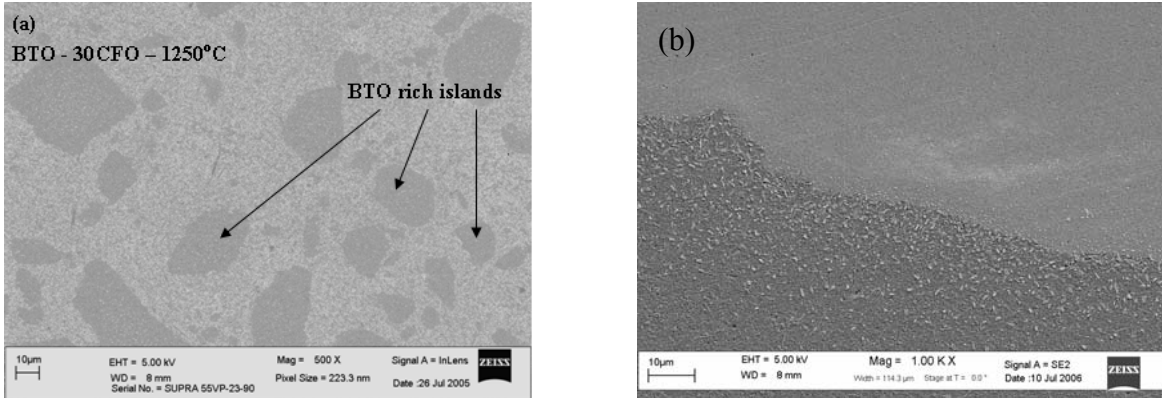 (a)
BTO - 30CFO – 1250°C
BTO rich islands
10µm
EHT = 5.00 kV
WD = 8 mm
Serial No. = SUPRA 55VP-23-90
Mag = 500 X
Pixel Size = 223.3 nm
Signal A = InLens
Date :26 Jul 2005
ZEISS
(b)
10µm
EHT = 5.00 kV
WD = 8 mm
Mag = 1.00 K X
Width = 114.3 µm
Stage at T = 0.0 °
Signal A = SE2
Date :10 Jul 2006
ZEISS